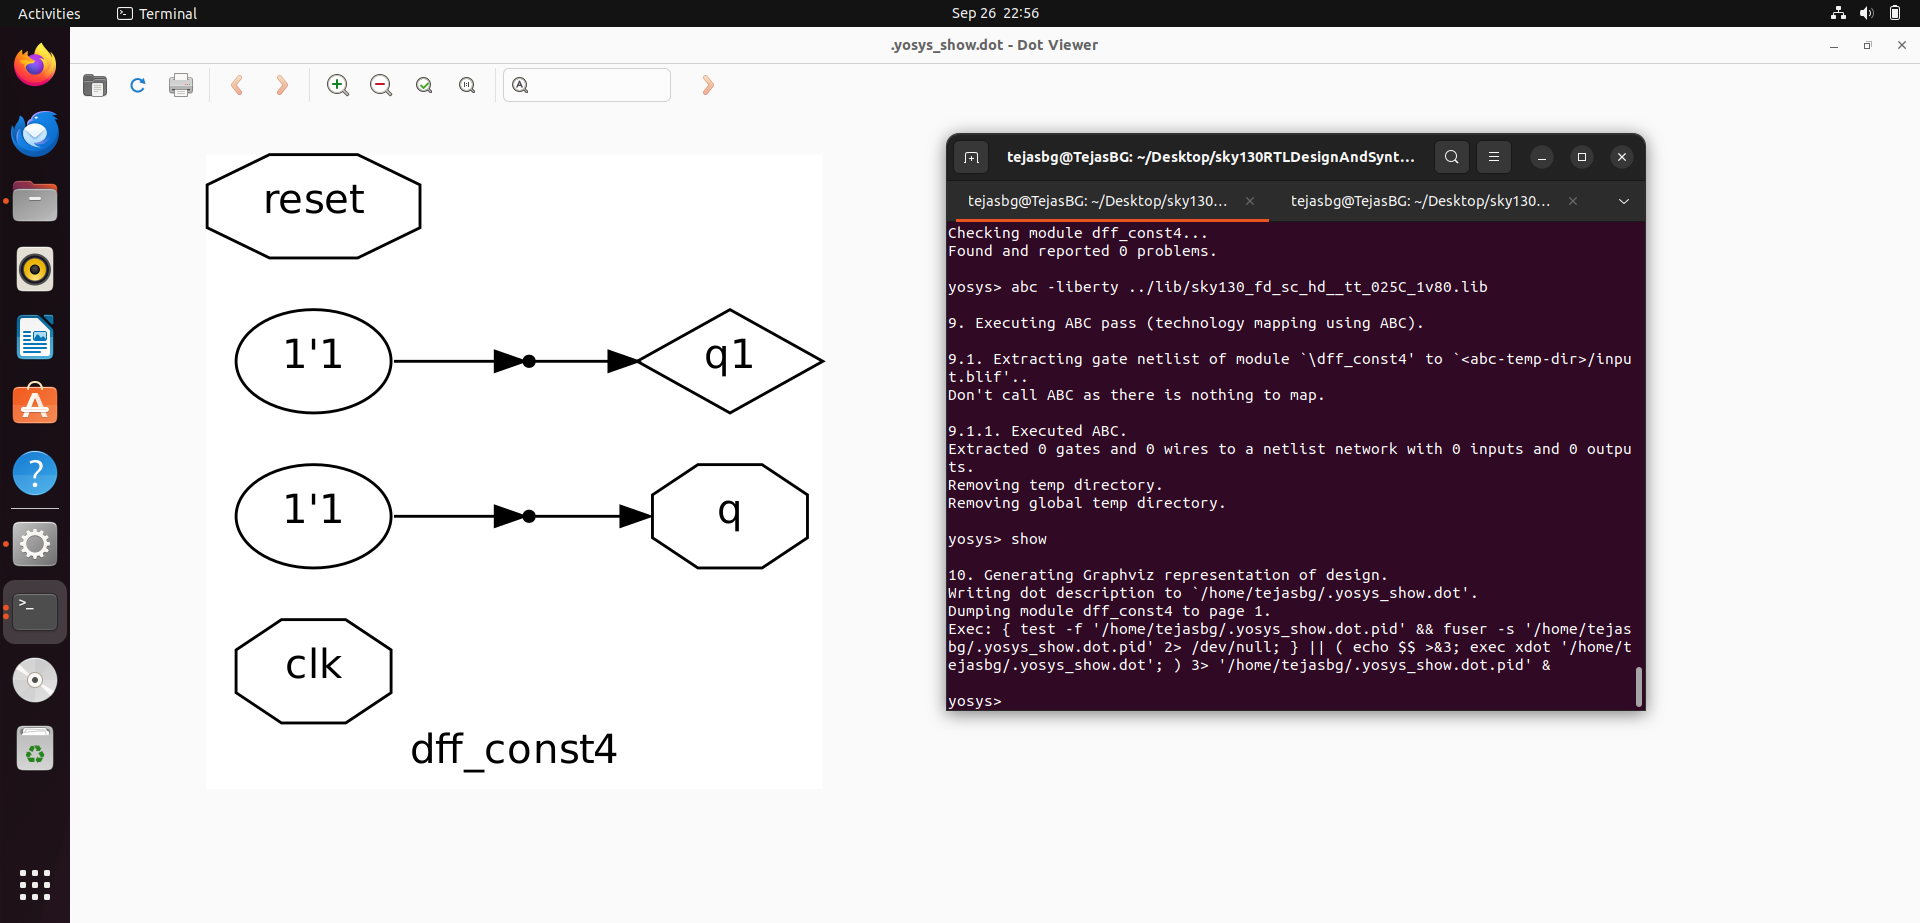 Activities
Terminal
Sep 26 22:56
.yosys_show.dot - Dot Viewer
reset
1'1
q1
1'1
q
clk
dff_const4
tejasbg@TejasBG: ~/Desktop/sky130RTLDesignAndSynt...
tejasbg@TejasBG: ~/Desktop/sky130...
tejasbg@TejasBG: ~/Desktop/sky130...
Checking module dff_const4...
Found and reported 0 problems.
yosys> abc -liberty ../lib/sky130_fd_sc_hd__tt_025C_1v80.lib
9. Executing ABC pass (technology mapping using ABC).
9.1. Extracting gate netlist of module `\dff_const4' to `<abc-temp-dir>/inpu
t.blif'..
Don't call ABC as there is nothing to map.
9.1.1. Executed ABC.
Extracted 0 gates and 0 wires to a netlist network with 0 inputs and 0 outpu
ts.
Removing temp directory.
Removing global temp directory.
yosys> show
10. Generating Graphviz representation of design.
Writing dot description to `/home/tejasbg/.yosys_show.dot'.
Dumping module dff_const4 to page 1.
Exec: { test -f '/home/tejasbg/.yosys_show.dot.pid' && fuser -s '/home/tejas
bg/.yosys_show.dot.pid' 2> /dev/null; } || ( echo $$ >&3; exec xdot '/home/t
ejasbg/.yosys_show.dot'; ) 3> '/home/tejasbg/.yosys_show.dot.pid' &
yosys>